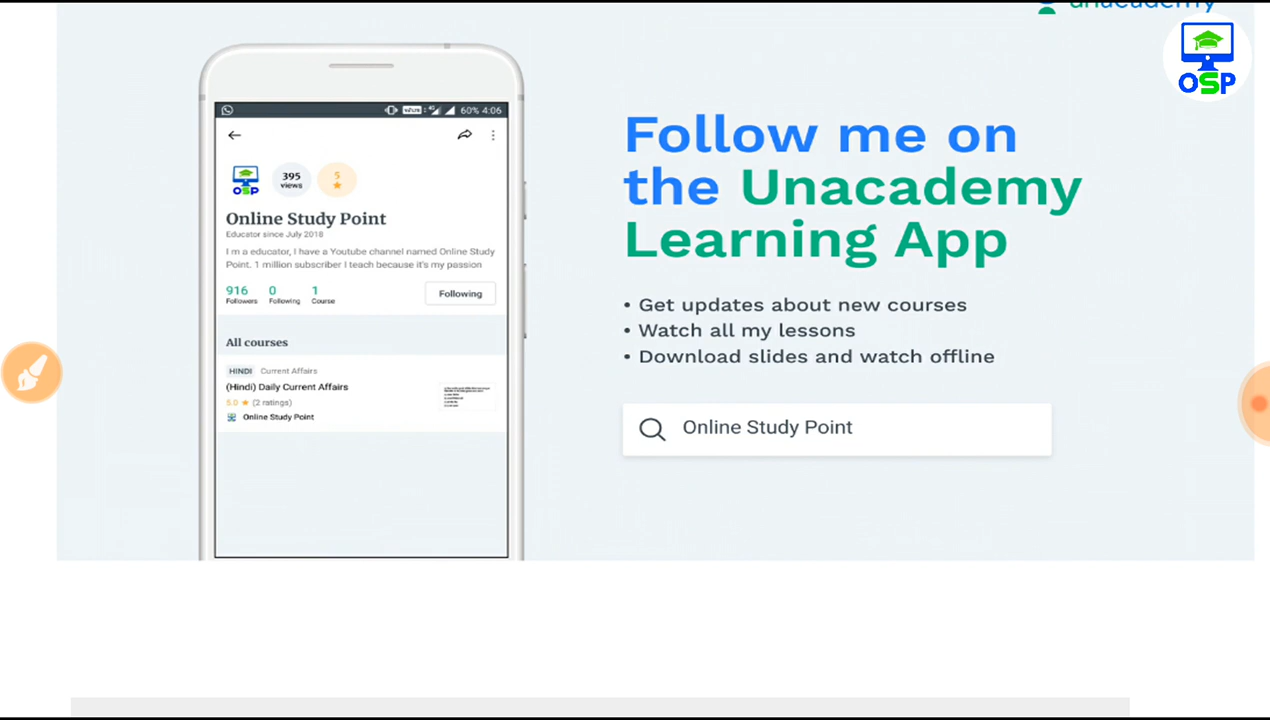 unacademy
OSP
60% 4:06
395
views
5
OSP
Online Study Point
Educator since July 2018
I m a educator, I have a Youtube channel named Online Study
Point. 1 million subscriber I teach because it's my passion
916
Followers
0
Following
1
Course
Following
All courses
HINDI Current Affairs
(Hindi) Daily Current Affairs
5.0 ★ (2 ratings)
Online Study Point
Follow me on
the Unacademy
Learning App
• Get updates about new courses
• Watch all my lessons
• Download slides and watch offline
Online Study Point